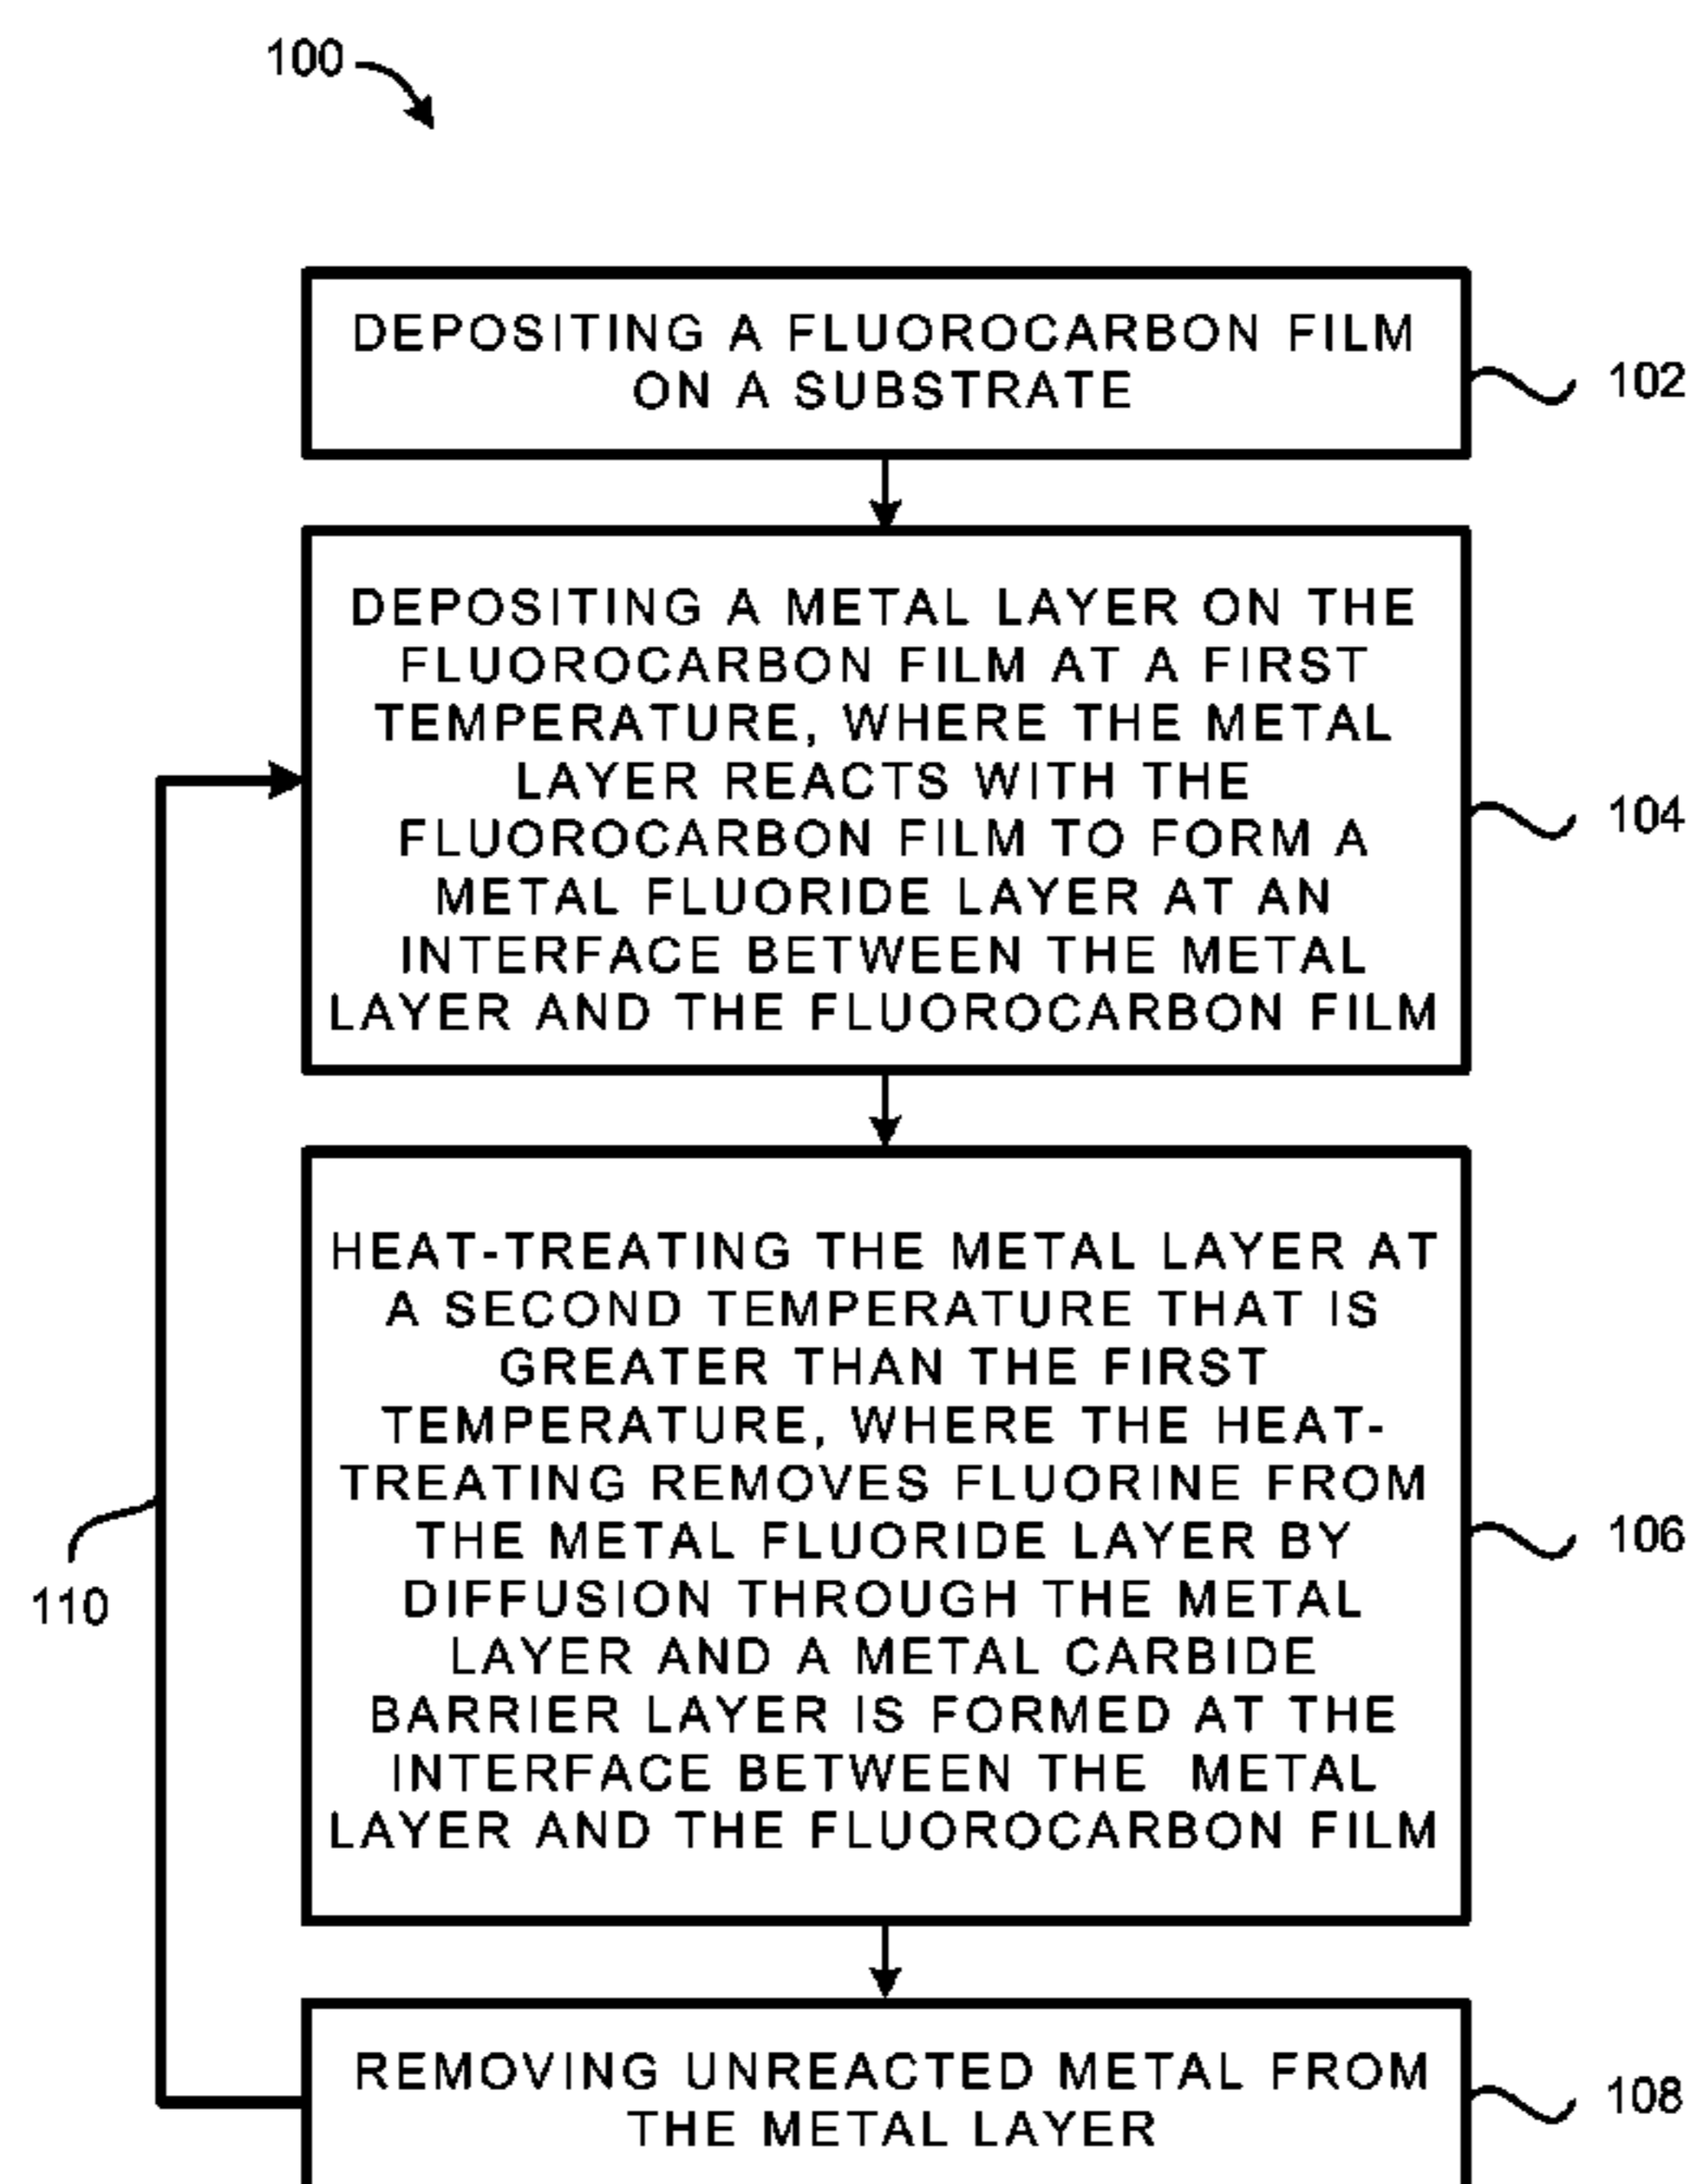 100
DEPOSITING A FLUOROCARBON FILM
ON A SUBSTRATE
102
DEPOSITING A METAL LAYER ON THE
FLUOROCARBON FILM AT A FIRST
TEMPERATURE, WHERE THE METAL
LAYER REACTS WITH THE
FLUOROCARBON FILM TO FORM A
METAL FLUORIDE LAYER AT AN
INTERFACE BETWEEN THE METAL
LAYER AND THE FLUOROCARBON FILM
104
HEAT-TREATING THE METAL LAYER AT
A SECOND TEMPERATURE THAT IS
GREATER THAN THE FIRST
TEMPERATURE, WHERE THE HEAT-
TREATING REMOVES FLUORINE FROM
THE METAL FLUORIDE LAYER BY
DIFFUSION THROUGH THE METAL
LAYER AND A METAL CARBIDE
BARRIER LAYER IS FORMED AT THE
INTERFACE BETWEEN THE METAL
LAYER AND THE FLUOROCARBON FILM
106
110
REMOVING UNREACTED METAL FROM
THE METAL LAYER
108